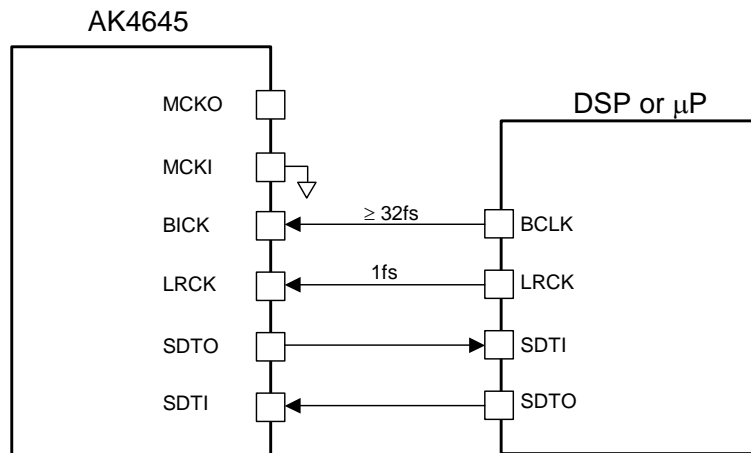 AK4645
DSP or μP
MCKO
MCKI
BICK
≥ 32fs
BCLK
LRCK
1fs
LRCK
SDTO
SDTI
SDTI
SDTO